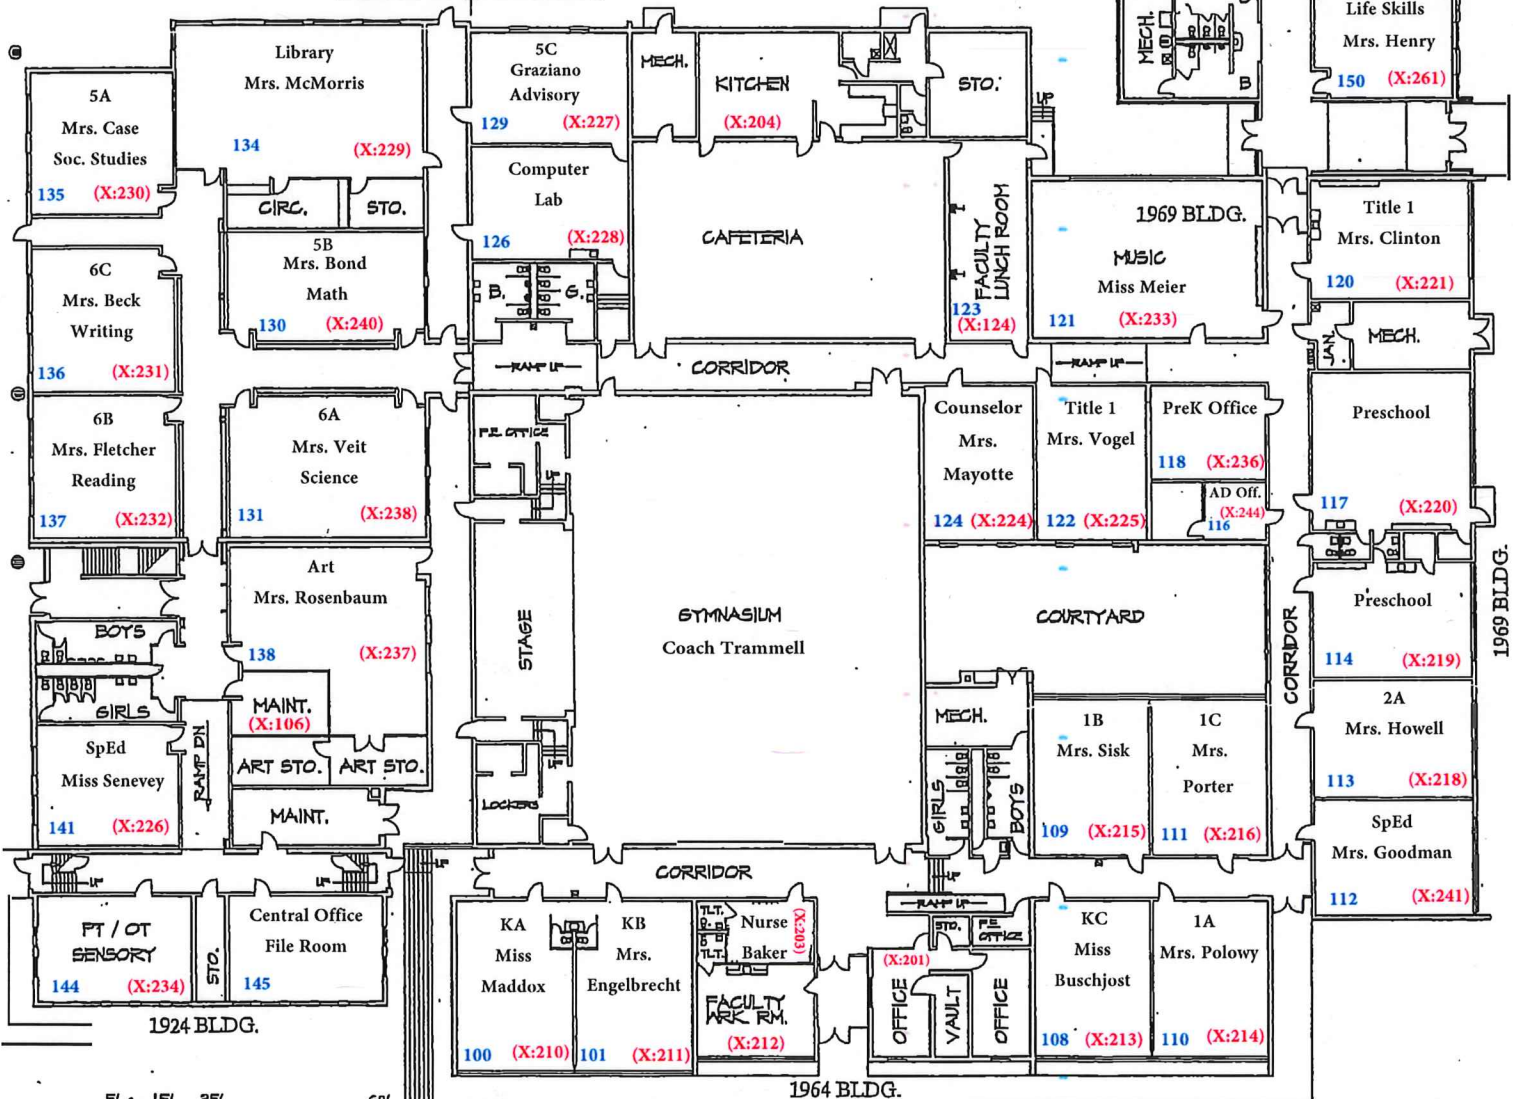 Library
Mrs. McMorris
134 (X:229)
5A
Mrs. Case
Soc. Studies
135 (X:230)
CIRC.
STO.
5B
Mrs. Bond
Math
130 (X:240)
6C
Mrs. Beck
Writing
136 (X:231)
6B
Mrs. Fletcher
Reading
137 (X:232)
6A
Mrs. Veit
Science
131 (X:238)
Art
Mrs. Rosenbaum
138 (X:237)
MAINT.
(X:106)
ART STO.
ART STO.
MAINT.
BOYS
GIRLS
RAMP DN
SpEd
Miss Senevey
141 (X:226)
UP
UP
PT / OT
SENSORY
144 (X:234)
STO.
Central Office
File Room
145
1924 BLDG.
5C
Graziano
Advisory
129 (X:227)
Computer
Lab
126 (X:228)
B.
G.
MECH.
KITCHEN
(X:204)
STO.
CAFETERIA
FACULTY
LUNCH ROOM
123
(X:124)
UP
RAMP UP
CORRIDOR
RAMP UP
P.E. OFFICE
UP
STAGE
UP
LOCKERS
GYMNASIUM
Coach Trammell
1969 BLDG.
MUSIC
Miss Meier
121 (X:233)
Counselor
Mrs.
Mayotte
124 (X:224)
Title 1
Mrs. Vogel
122 (X:225)
PreK Office
118 (X:236)
AD Off.
(X:244)
116
COURTYARD
MECH.
GIRLS
BOYS
1B
Mrs. Sisk
109 (X:215)
1C
Mrs.
Porter
111 (X:216)
CORRIDOR
MECH.
B
Life Skills
Mrs. Henry
150 (X:261)
Title 1
Mrs. Clinton
120 (X:221)
JAN.
MECH.
Preschool
117 (X:220)
Preschool
114 (X:219)
1969 BLDG.
2A
Mrs. Howell
113 (X:218)
SpEd
Mrs. Goodman
112 (X:241)
UP
CORRIDOR
UP
RAMP UP
KA
Miss
Maddox
100 (X:210)
KB
Mrs.
Engelbrecht
101 (X:211)
TLT.
TLT.
Nurse
Baker
(X:203)
FACULTY
WRK. RM.
(X:212)
STO.
P.E.
OFFICE
(X:201)
OFFICE
VAULT
OFFICE
KC
Miss
Buschjost
108 (X:213)
1A
Mrs. Polowy
110 (X:214)
1964 BLDG.